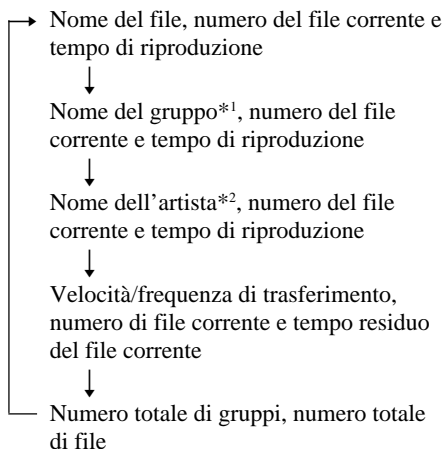 Nome del file, numero del file corrente e
tempo di riproduzione
Nome del gruppo*1, numero del file
corrente e tempo di riproduzione
Nome dell’artista*2, numero del file
corrente e tempo di riproduzione
Velocità/frequenza di trasferimento,
numero di file corrente e tempo residuo
del file corrente
Numero totale di gruppi, numero totale
di file